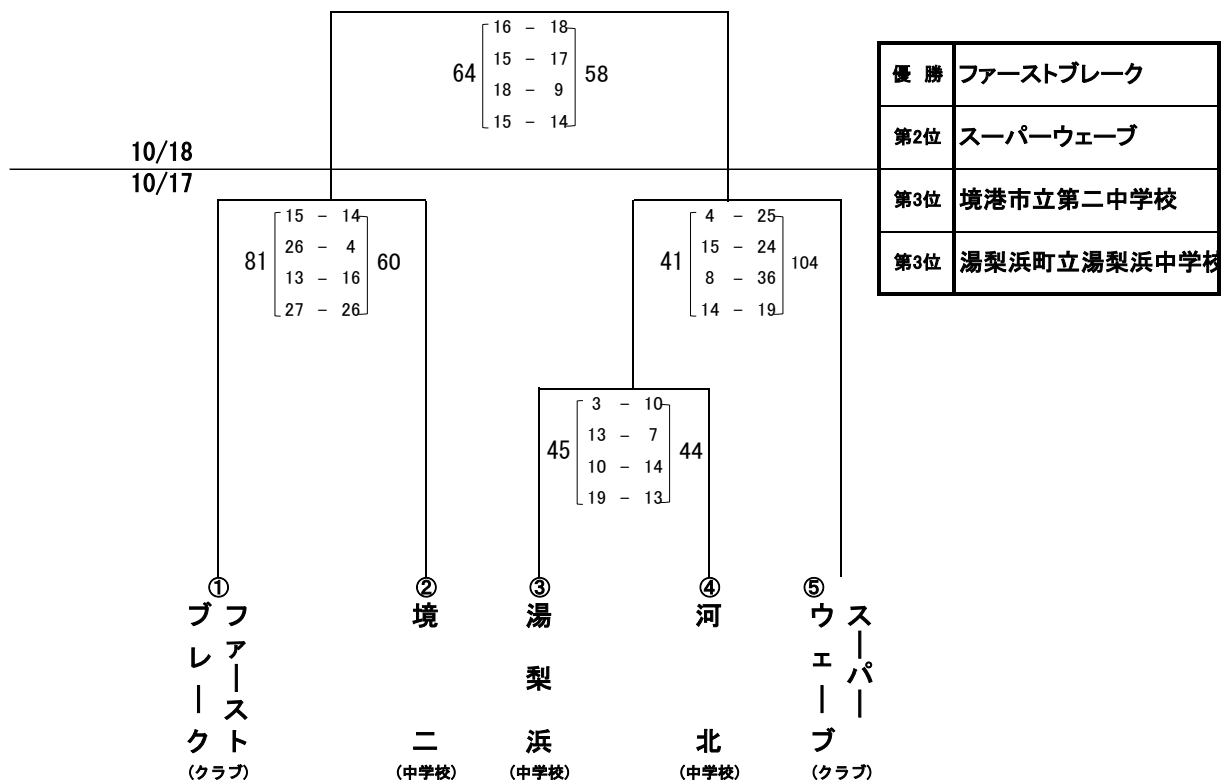 16 － 18
15 － 17
18 － 9
15 － 14
64
58
優 勝 ファーストブレーク
第2位 スーパーウェーブ
第3位 境港市立第二中学校
第3位 湯梨浜町立湯梨浜中学校
10/18
10/17
15 － 14
26 － 4
13 － 16
27 － 26
81
60
4 － 25
15 － 24
8 － 36
14 － 19
41
104
3 － 10
13 － 7
10 － 14
19 － 13
45
44
①
ファースト
ブレーク
(クラブ)
②
境二
(中学校)
③
湯梨浜
(中学校)
④
河北
(中学校)
⑤
スーパー
ウェーブ
(クラブ)